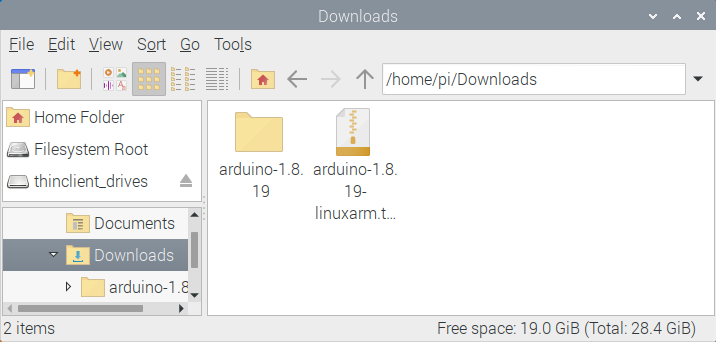 Downloads
File Edit View Sort Go Tools
/home/pi/Downloads
Home Folder
Filesystem Root
thinclient_drives
Documents
Downloads
arduino-1.8
arduino-1.8.
19
arduino-1.8.
19-
linuxarm.t...
2 items
Free space: 19.0 GiB (Total: 28.4 GiB)